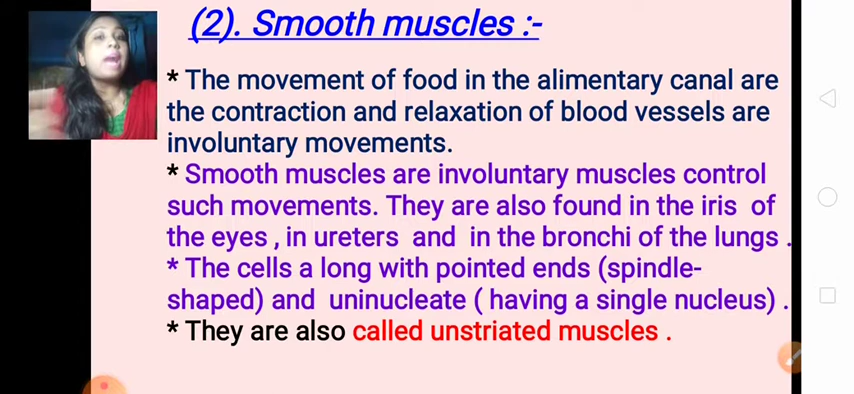 (2). Smooth muscles :-
* The movement of food in the alimentary canal are
the contraction and relaxation of blood vessels are
involuntary movements.
* Smooth muscles are involuntary muscles control
such movements. They are also found in the iris of
the eyes , in ureters and in the bronchi of the lungs .
* The cells a long with pointed ends (spindle-
shaped) and uninucleate ( having a single nucleus) .
* They are also called unstriated muscles .